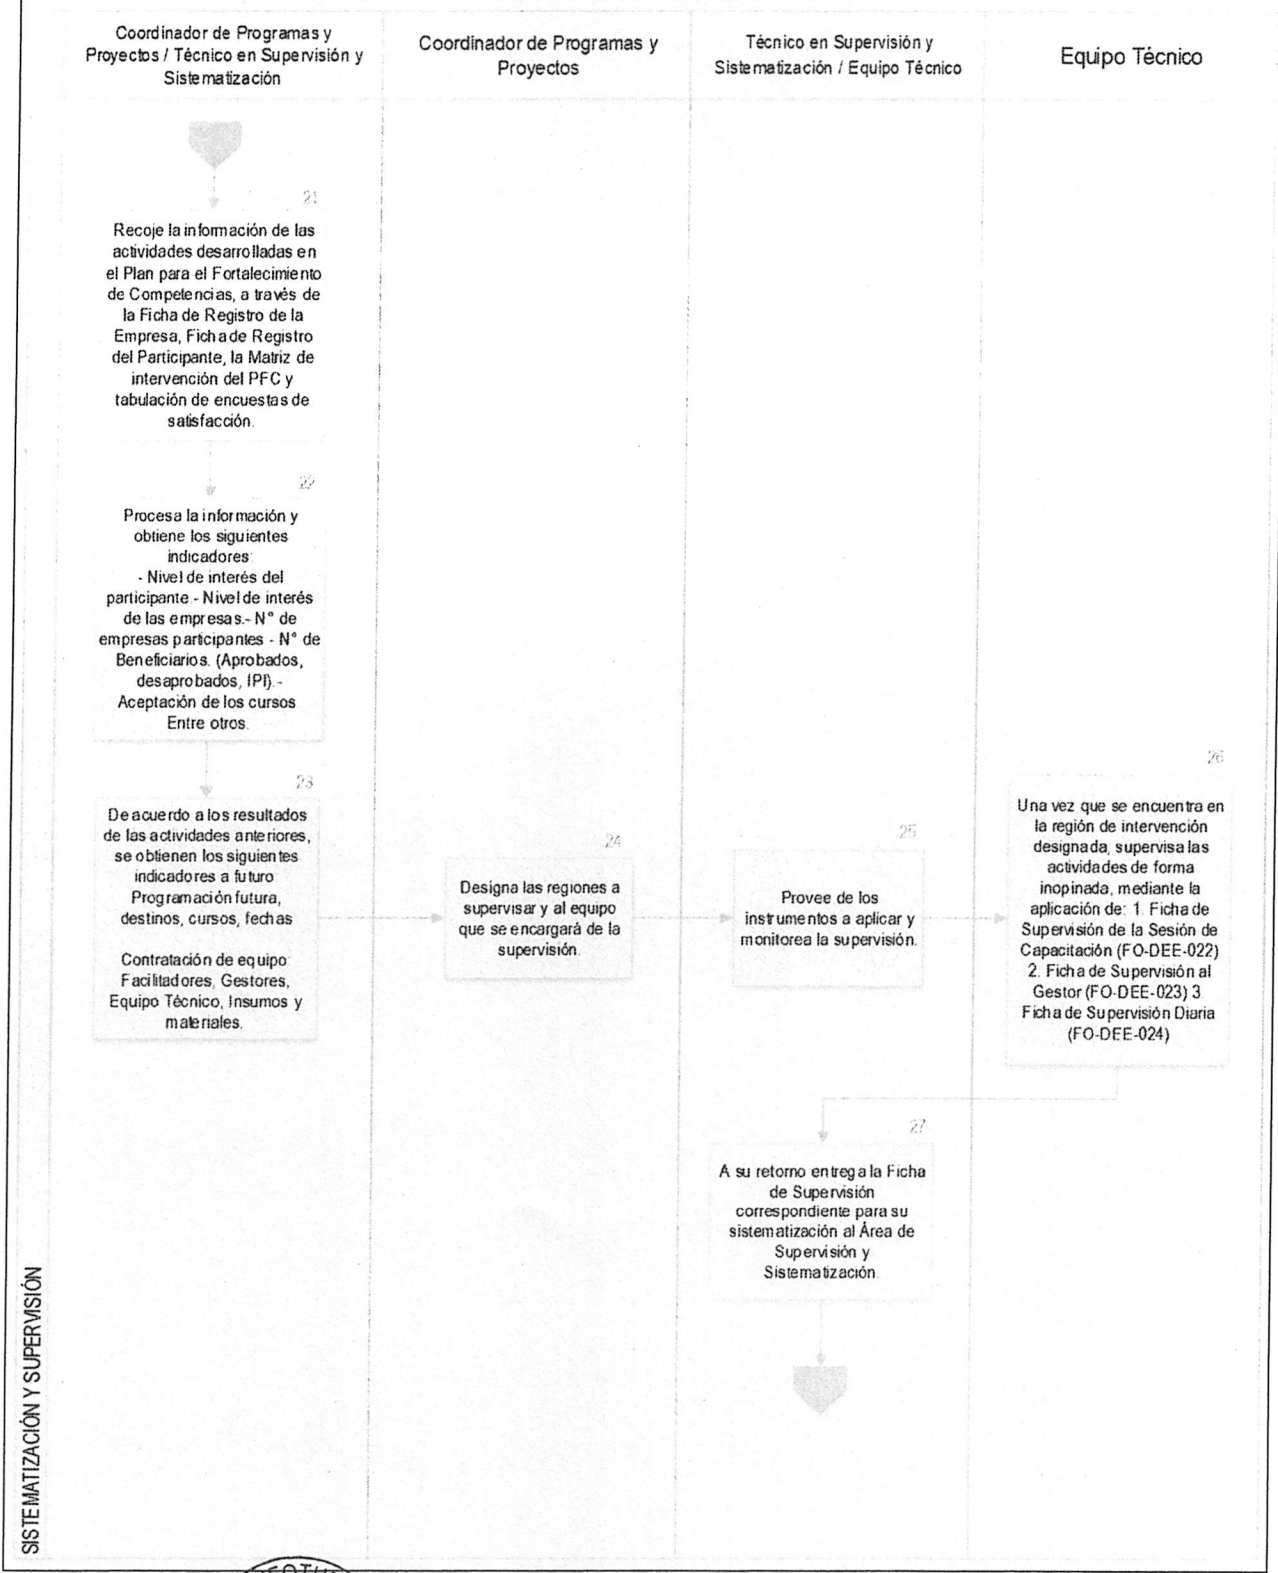 Coordinador de Programas y
Proyectos / Técnico en Supervisión y
Sistematización
Coordinador de Programas y
Proyectos
Técnico en Supervisión y
Sistematización / Equipo Técnico
Equipo Técnico
21
Recoje la información de las
actividades desarrolladas en
el Plan para el Fortalecimiento
de Competencias, a través de
la Ficha de Registro de la
Empresa, Ficha de Registro
del Participante, la Matriz de
intervención del PFC y
tabulación de encuestas de
satisfacción.
22
Procesa la información y
obtiene los siguientes
indicadores:
- Nivel de interés del
participante - Nivel de interés
de las empresas.- N° de
empresas participantes - N° de
Beneficiarios. (Aprobados,
desaprobados, IPI).-
Aceptación de los cursos
Entre otros.
23
De acuerdo a los resultados
de las actividades anteriores,
se obtienen los siguientes
indicadores a futuro
Programación futura,
destinos, cursos, fechas
Contratación de equipo:
Facilitadores, Gestores,
Equipo Técnico, Insumos y
materiales.
24
Designa las regiones a
supervisar y al equipo
que se encargará de la
supervisión.
25
Provee de los
instrumentos a aplicar y
monitorea la supervisión.
26
Una vez que se encuentra en
la región de intervención
designada, supervisa las
actividades de forma
inopinada, mediante la
aplicación de: 1. Ficha de
Supervisión de la Sesión de
Capacitación (FO-DEE-022)
2. Ficha de Supervisión al
Gestor (FO-DEE-023) 3.
Ficha de Supervisión Diaria
(FO-DEE-024)
27
A su retorno entrega la Ficha
de Supervisión
correspondiente para su
sistematización al Área de
Supervisión y
Sistematización.
SISTEMATIZACIÓN Y SUPERVISIÓN